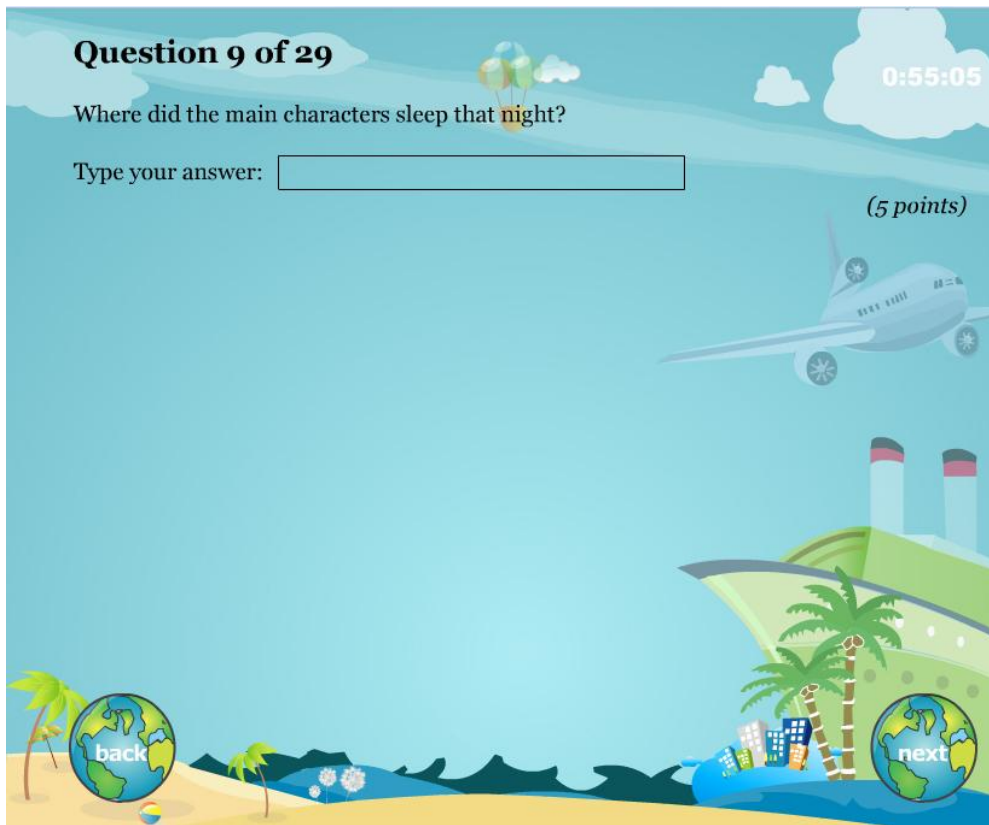 Question 9 of 29
0:55:05
Where did the main characters sleep that night?
Type your answer:
(5 points)
back
next